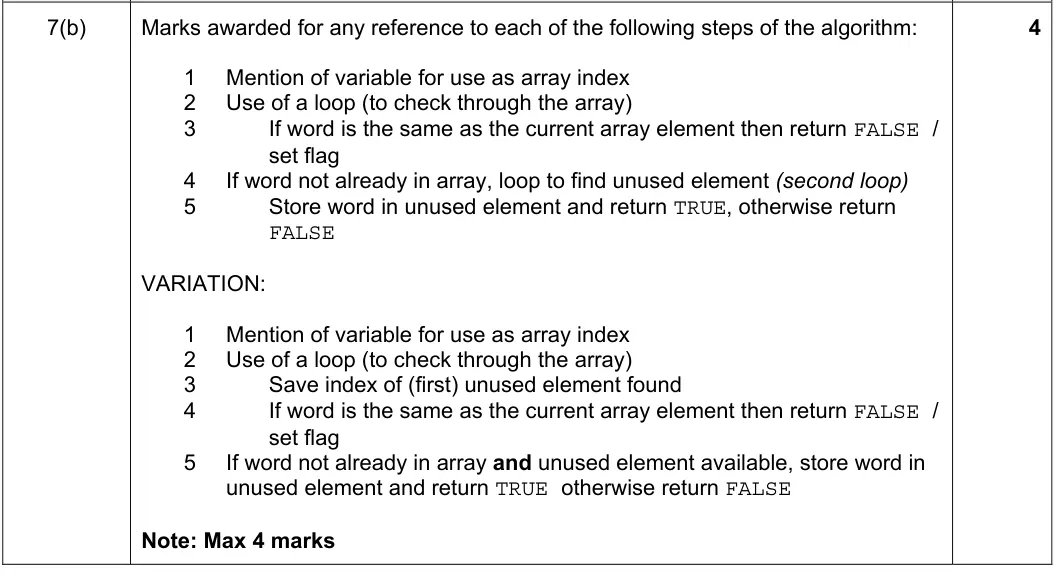 7(b) Marks awarded for any reference to each of the following steps of the algorithm: 4
1 Mention of variable for use as array index
2 Use of a loop (to check through the array)
3 If word is the same as the current array element then return FALSE /
set flag
4 If word not already in array, loop to find unused element (second loop)
5 Store word in unused element and return TRUE, otherwise return
FALSE
VARIATION:
1 Mention of variable for use as array index
2 Use of a loop (to check through the array)
3 Save index of (first) unused element found
4 If word is the same as the current array element then return FALSE /
set flag
5 If word not already in array and unused element available, store word in
unused element and return TRUE otherwise return FALSE
Note: Max 4 marks